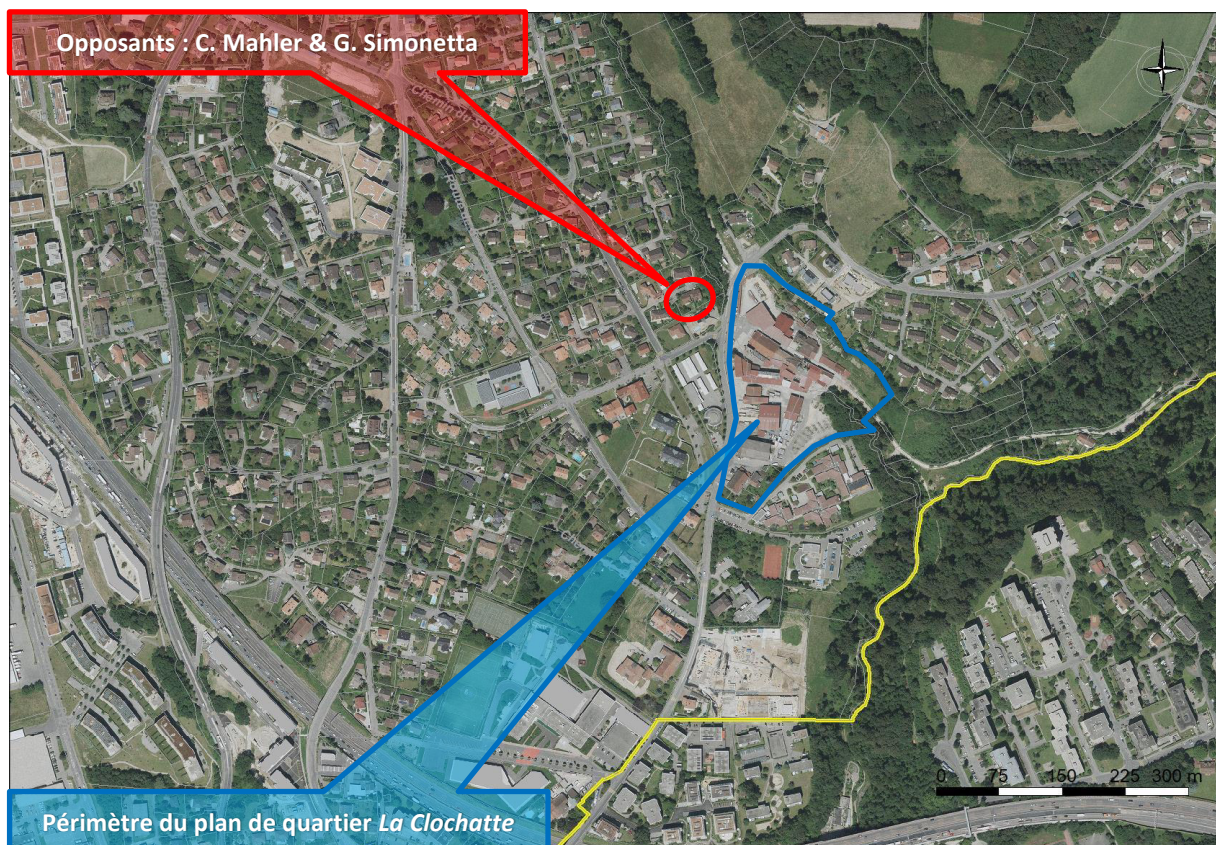 Opposants : C. Mahler & G. Simonetta
0 75 150 225 300 m
Périmètre du plan de quartier La Clochatte